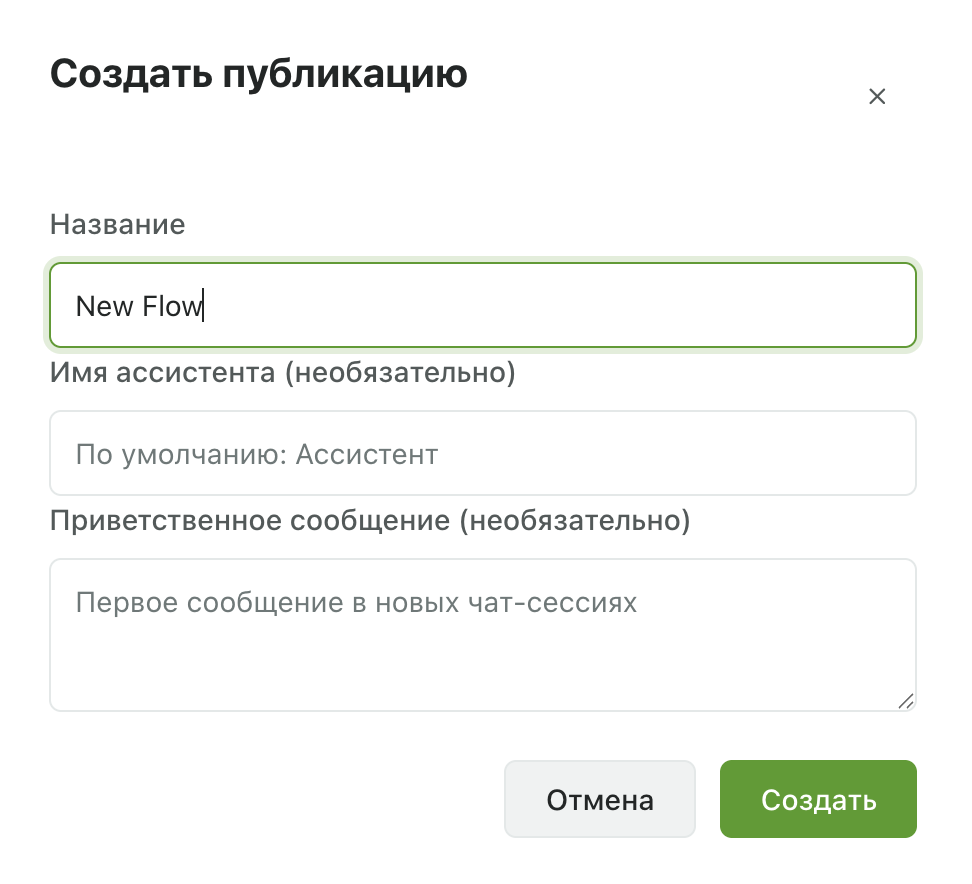 Создать публикацию
Название
New Flow
Имя ассистента (необязательно)
По умолчанию: Ассистент
Приветственное сообщение (необязательно)
Первое сообщение в новых чат-сессиях
Отмена
Создать